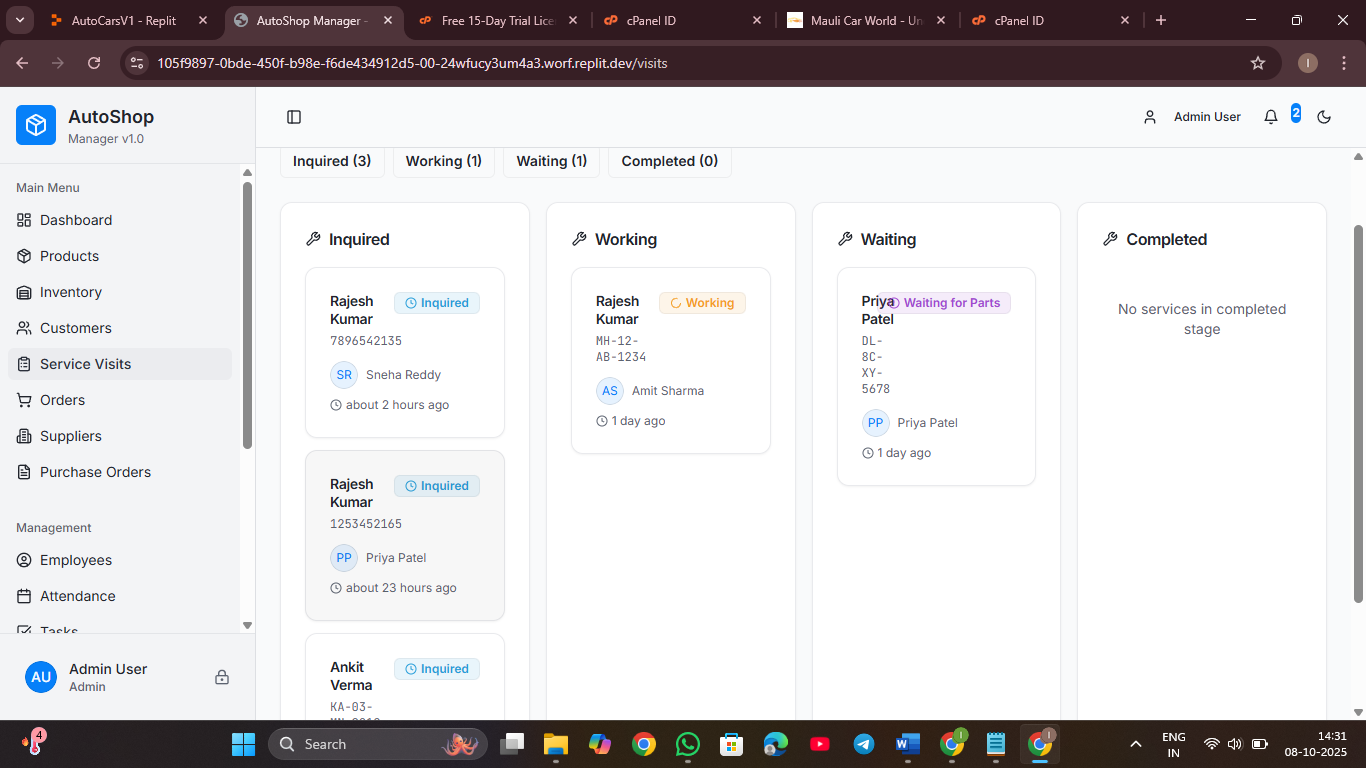 AutoCarsV1 - Replit
AutoShop Manager -
Free 15-Day Trial Lice
cPanel ID
Mauli Car World - Un
cPanel ID
105f9897-0bde-450f-b98e-f6de434912d5-00-24wfucy3um4a3.worf.replit.dev/visits
I
AutoShop
Manager v1.0
Admin User
2
Main Menu
Dashboard
Products
Inventory
Customers
Service Visits
Orders
Suppliers
Purchase Orders
Management
Employees
Attendance
Tasks
AU
Admin User
Admin
Inquired (3)
Working (1)
Waiting (1)
Completed (0)
Inquired
Rajesh
Kumar
Inquired
7896542135
SR
Sneha Reddy
about 2 hours ago
Rajesh
Kumar
Inquired
1253452165
PP
Priya Patel
about 23 hours ago
Ankit
Verma
Inquired
KA-03-
Working
Rajesh
Kumar
Working
MH-12-
AB-1234
AS
Amit Sharma
1 day ago
Waiting
Priya
Patel
Waiting for Parts
DL-
8C-
XY-
5678
PP
Priya Patel
1 day ago
Completed
No services in completed
stage
4
Search
I
I
ENG
IN
14:31
08-10-2025